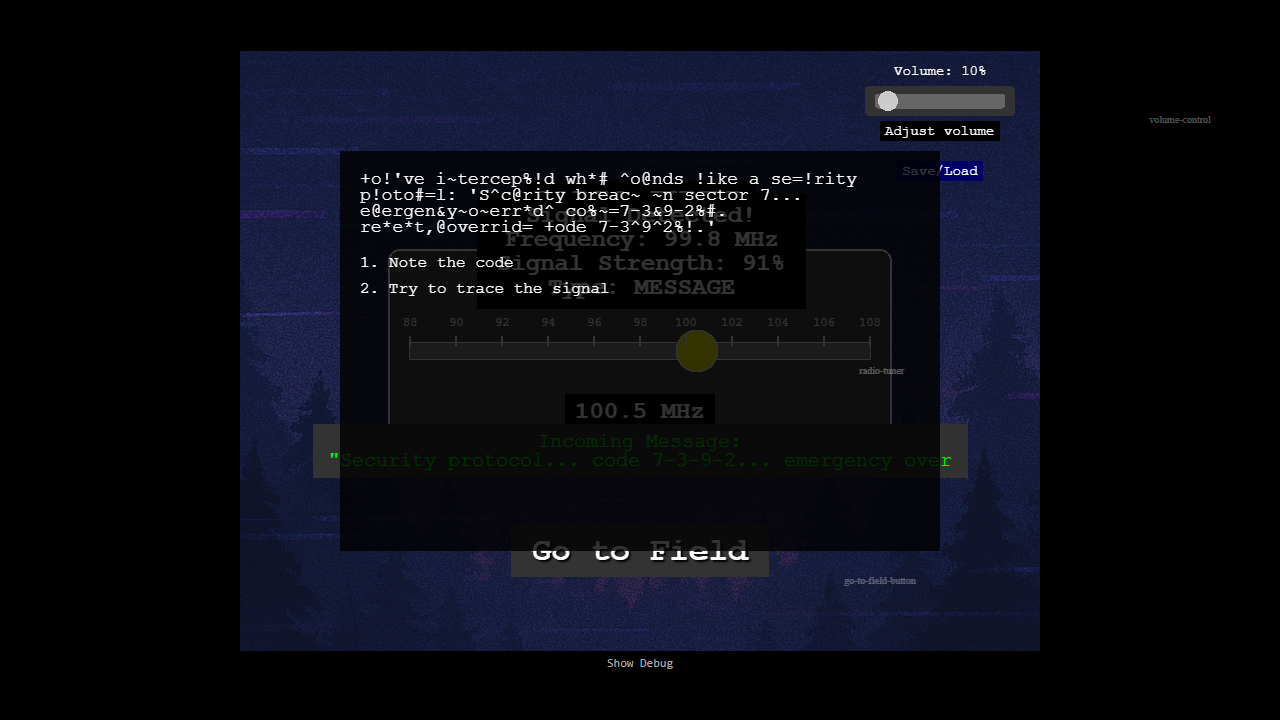 Volume: 10%
Adjust volume
volume-control
Save/Load
+o!'ve i~tercep%!d wh*# ^o@nds !ike a se=!rity
p!oto#=l: 'S^c@rity breac~ ~n sector 7...
e@ergen&y~o~err*d^ co%~=7-3&9-2%#.
re*e*t,@overrid= +ode 7-3^9^2%!.'
Signal Detected!
Frequency: 99.8 MHz
Signal Strength: 91%
Type: MESSAGE
1. Note the code
2. Try to trace the signal
88 90 92 94 96 98 100 102 104 106 108
radio-tuner
100.5 MHz
Incoming Message:
"Security protocol... code 7-3-9-2... emergency over
Go to Field
go-to-field-button
Show Debug